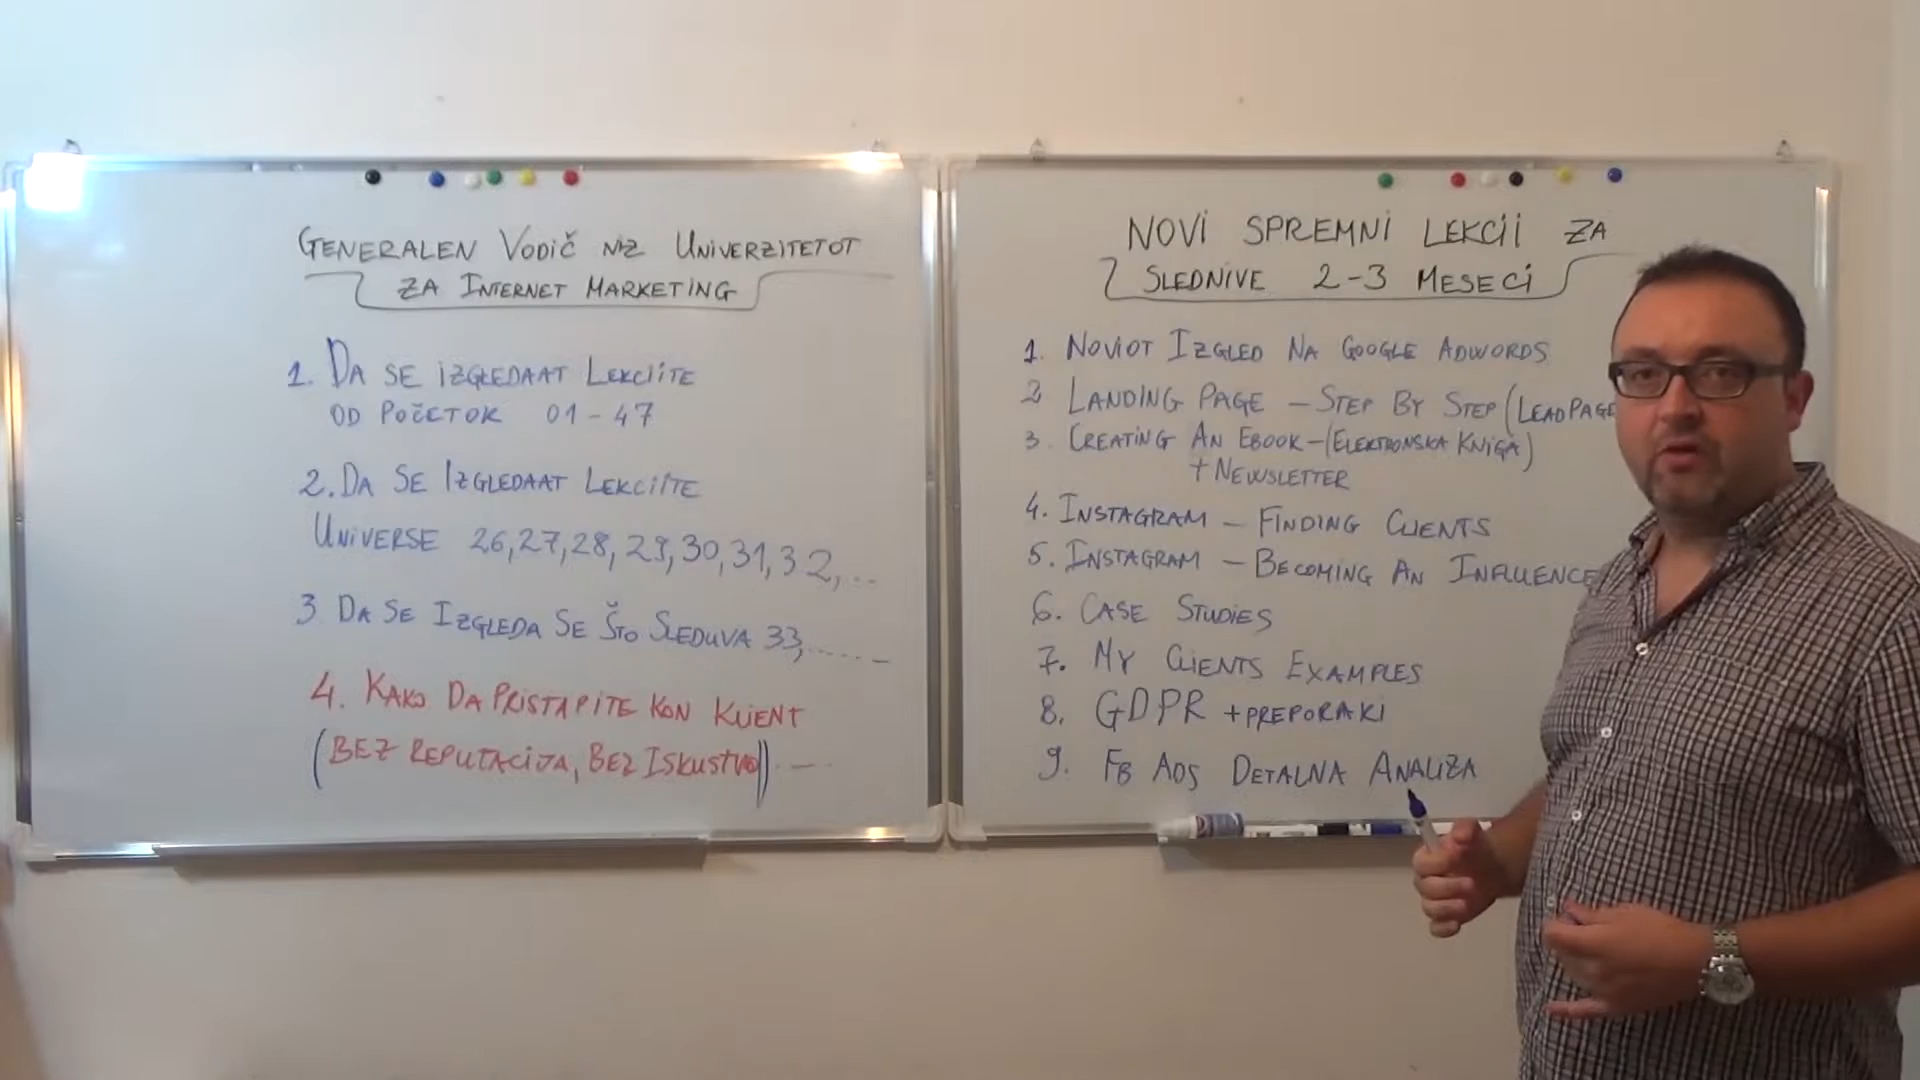 GENERALEN VODIČ NIZ UNIVERZITETOT
ZA INTERNET MARKETING
1. DA SE IZGLEDAAT LEKCIITE
OD POČETOK 01-47
2. DA SE IZGLEDAAT LEKCIITE
UNIVERSE 26,27,28,29,30,31,32,...
3 DA SE IZGLEDA SE ŠTO SLEDUVA 33,......
4. KAKO DA PRISTAPITE KON KLIENT
(BEZ REPUTACIJA, BEZ ISKUSTVO)) ----
NOVI SPREMNI LEKCII ZA
SLEDNIVE 2-3 MESECI
1. NOVIOT IZGLED NA GOOGLE ADWORDS
2 LANDING PAGE - STEP BY STEP (LEADPAGE
3. CREATING AN EBOOK-(ELEKTRONSKA KNIGA)
+ NEWSLETTER
4. INSTAGRAM - FINDING CLIENTS
5. INSTAGRAM - BECOMING AN INFLUENCE
6. CASE STUDIES
7. MY CLIENTS EXAMPLES
8. GDPR + PREPORAKI
9. FB ADS DETALNA ANALIZA